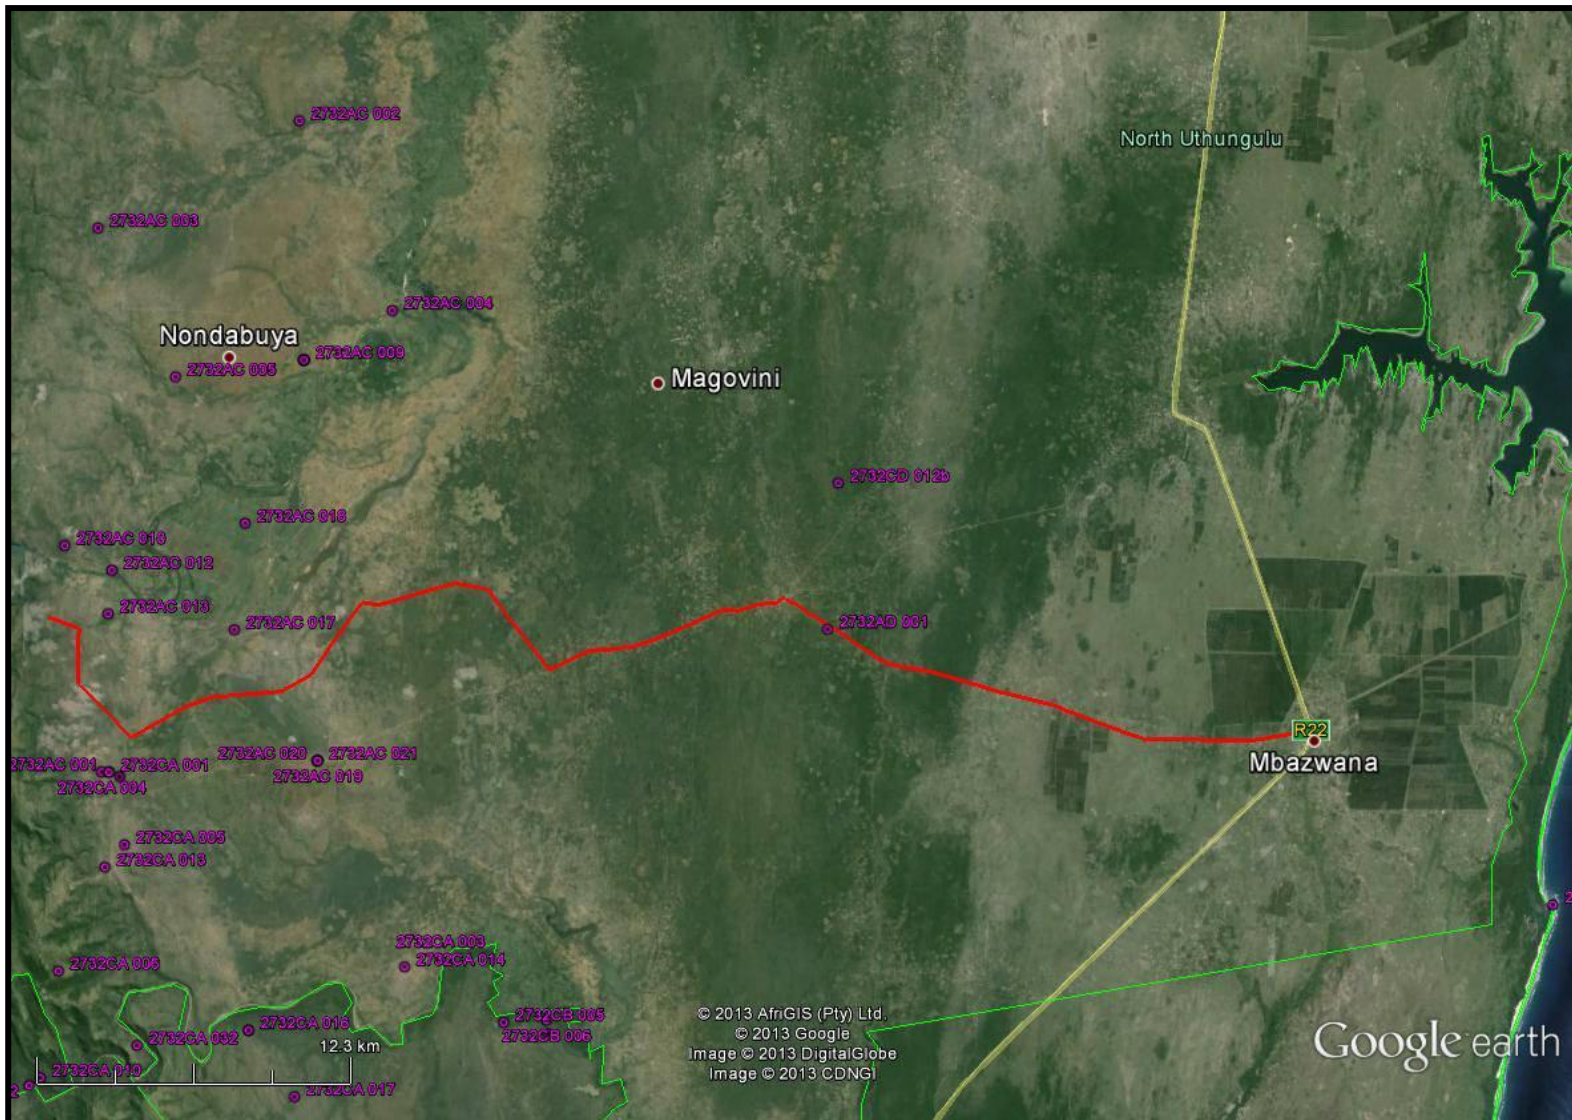 2732AC 002
North Uthungulu
2732AC 003
2732AC 004
Nondabuya
2732AC 009
2732AC 005
Magovini
2732CD 012b
2732AC 018
2732AC 012
2732AC 013
2732AC 017
2732AD 001
R22
Mbazwana
2732AC 020
2732AC 021
2732AC 019
2732AC 001
2732CA 001
2732CA 004
2732CA 005
2732CA 013
2732CA 003
2732CA 014
2732CA 006
2732CA 016
2732CB 005
2732CB 006
2732CA 032
12.3 km
2732CA 010
2732CA 017
© 2013 AfriGIS (Pty) Ltd.
© 2013 Google
Image © 2013 DigitalGlobe
Image © 2013 CDNGI
Google earth